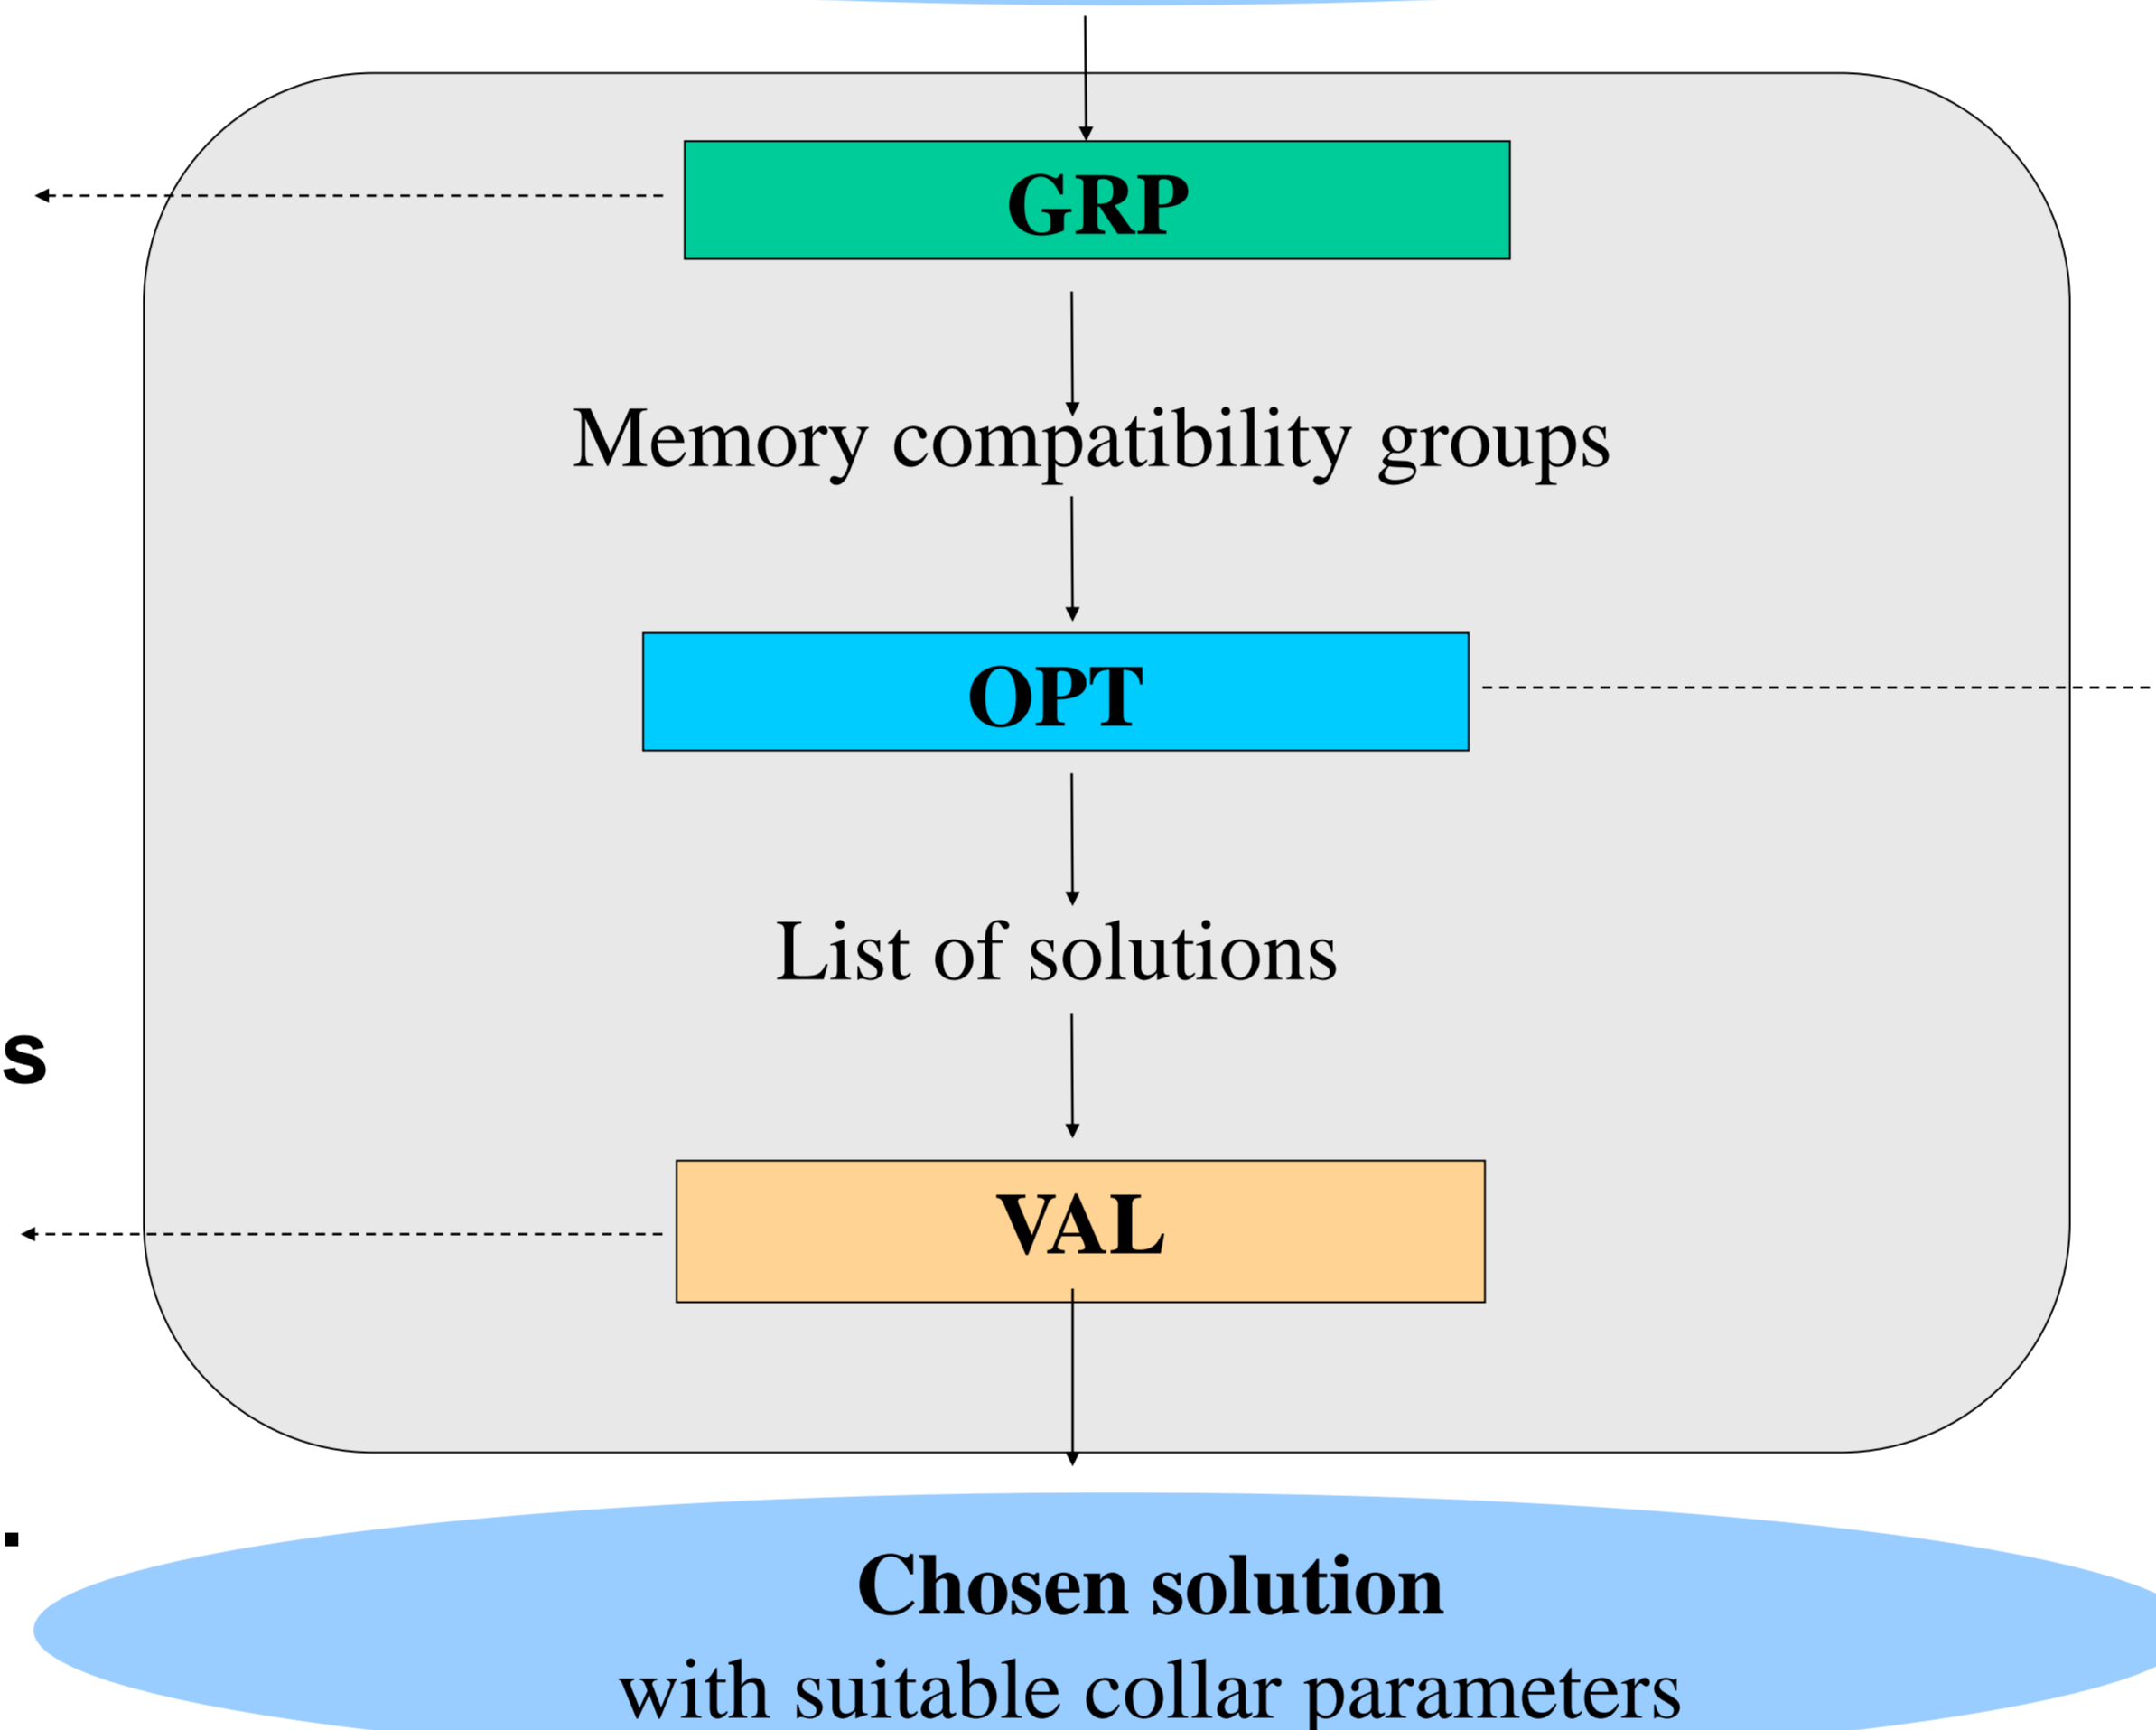 GRP
Memory compatibility groups
OPT
List of solutions
s
VAL
.
Chosen solution
with suitable collar parameters